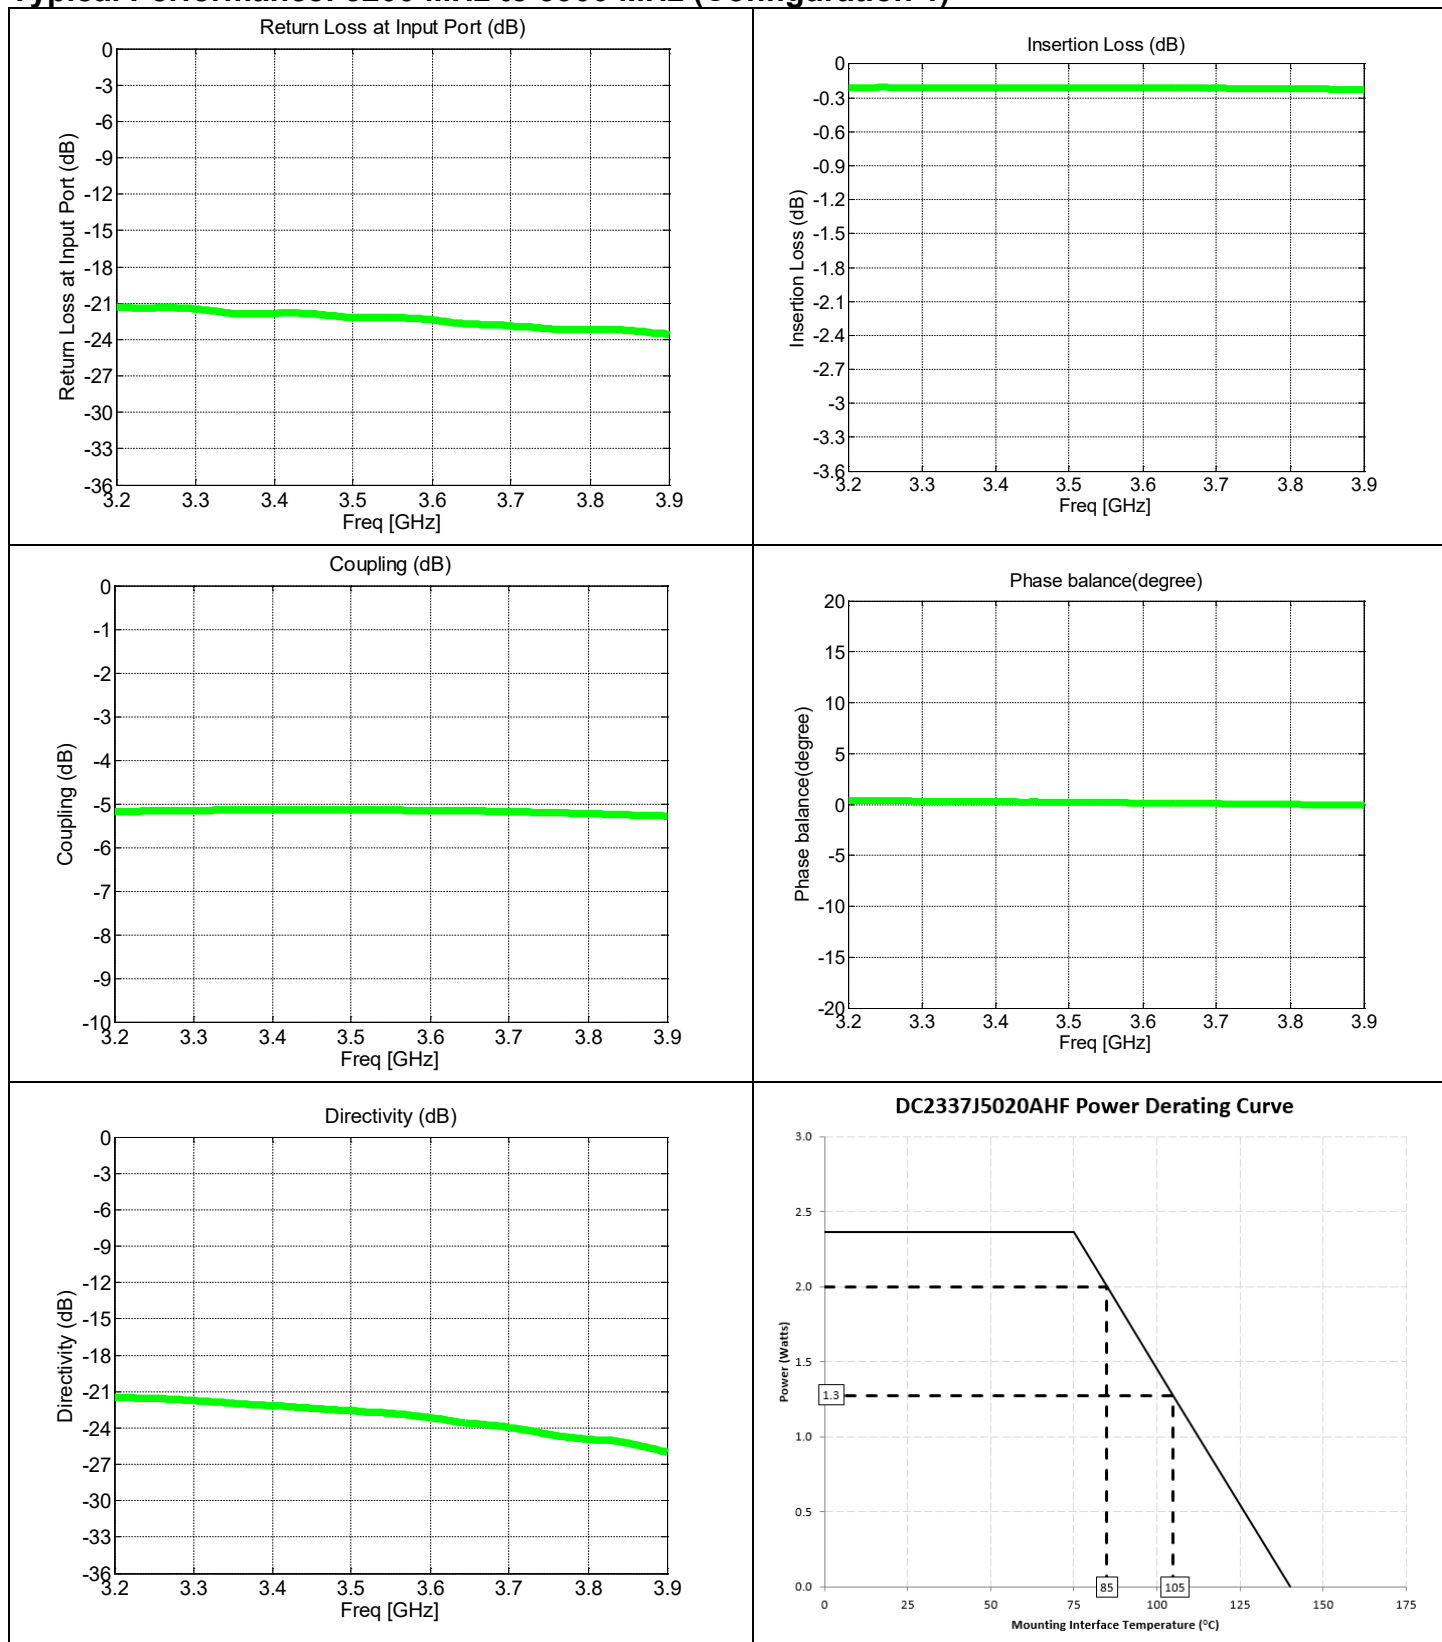 Return Loss at Input Port (dB)
Return Loss at Input Port (dB)
0
-3
-6
-9
-12
-15
-18
-21
-24
-27
-30
-33
-36
3.2 3.3 3.4 3.5 3.6 3.7 3.8 3.9
Freq [GHz]
Insertion Loss (dB)
Insertion Loss (dB)
0
-0.3
-0.6
-0.9
-1.2
-1.5
-1.8
-2.1
-2.4
-2.7
-3
-3.3
-3.6
3.2 3.3 3.4 3.5 3.6 3.7 3.8 3.9
Freq [GHz]
Coupling (dB)
Coupling (dB)
0
-1
-2
-3
-4
-5
-6
-7
-8
-9
-10
3.2 3.3 3.4 3.5 3.6 3.7 3.8 3.9
Freq [GHz]
Phase balance(degree)
Phase balance(degree)
20
15
10
5
0
-5
-10
-15
-20
3.2 3.3 3.4 3.5 3.6 3.7 3.8 3.9
Freq [GHz]
Directivity (dB)
Directivity (dB)
0
-3
-6
-9
-12
-15
-18
-21
-24
-27
-30
-33
-36
3.2 3.3 3.4 3.5 3.6 3.7 3.8 3.9
Freq [GHz]
DC2337J5020AHF Power Derating Curve
Power (Watts)
3.0
2.5
2.0
1.5
1.3
1.0
0.5
0.0
85 105
0 25 50 75 100 125 150 175
Mounting Interface Temperature (°C)